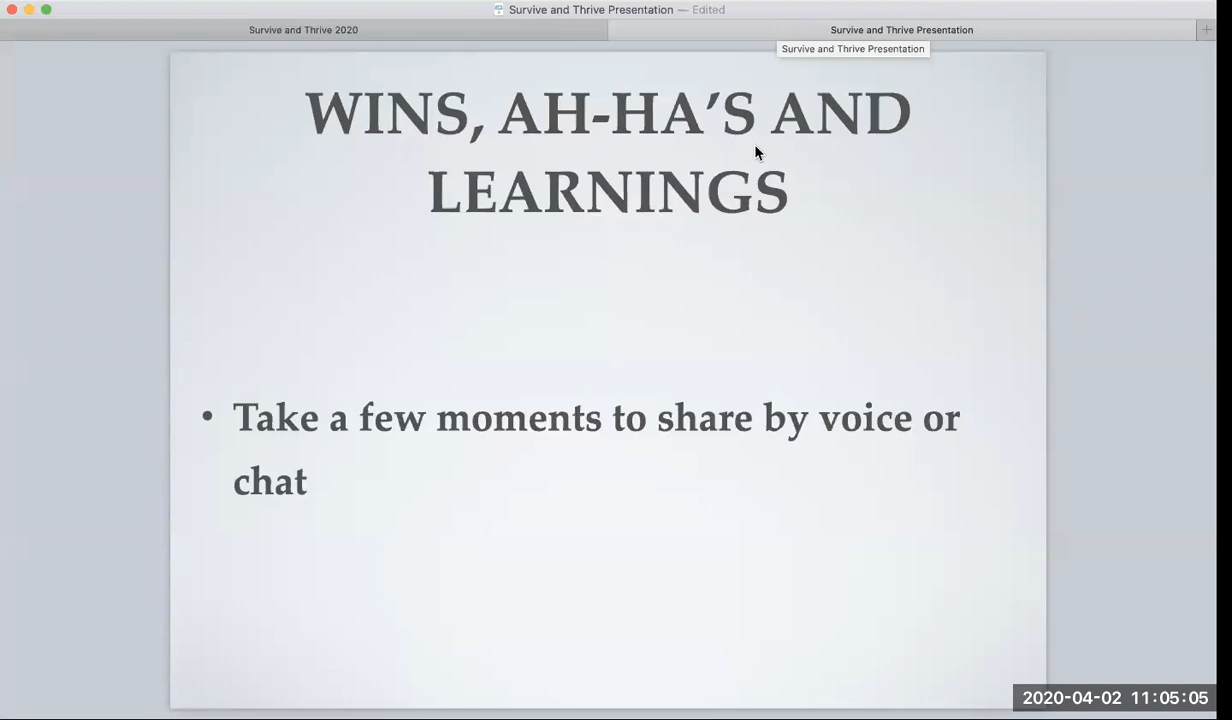 Survive and Thrive Presentation — Edited
Survive and Thrive 2020
Survive and Thrive Presentation
Survive and Thrive Presentation
WINS, AH-HA’S AND
LEARNINGS
• Take a few moments to share by voice or
chat
2020-04-02 11:05:05